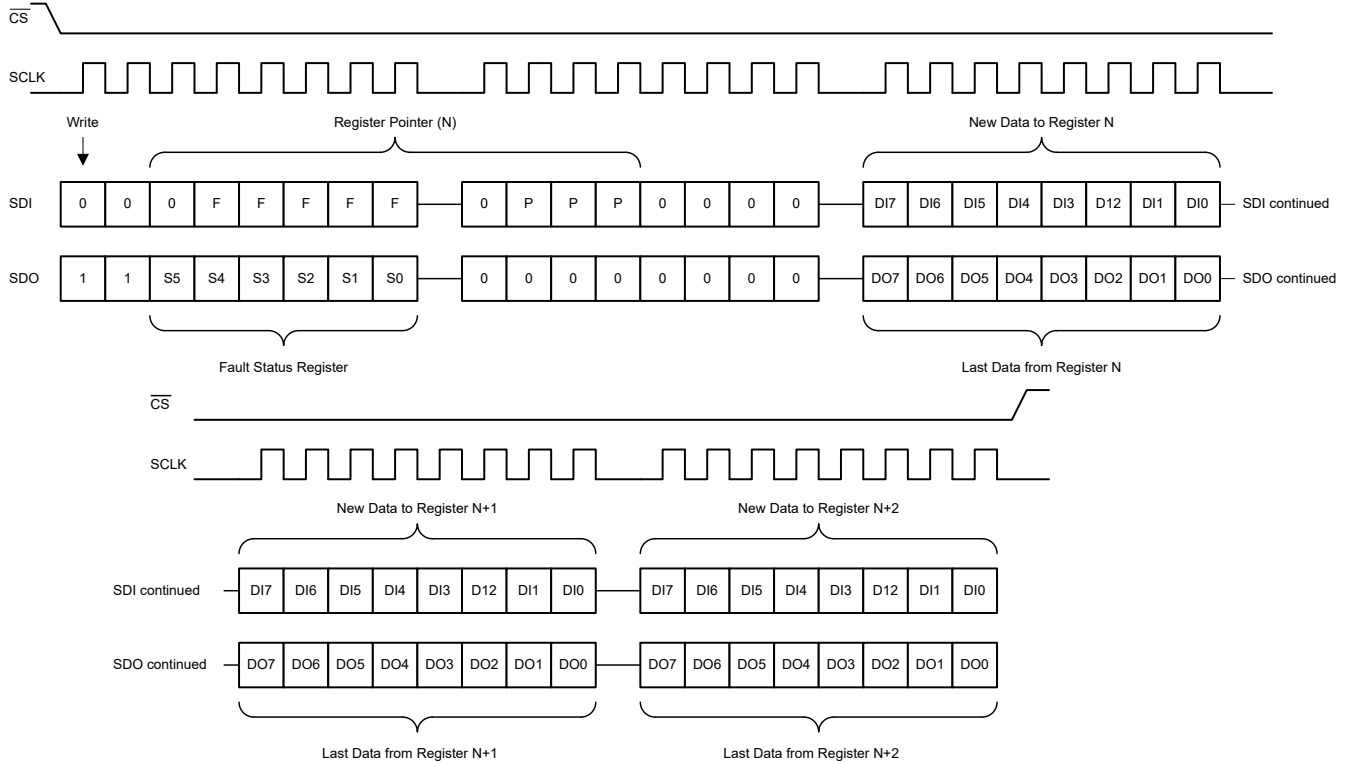 CS
SCLK
Write
Register Pointer (N)
New Data to Register N
SDI 0 0 0 F F F F F 0 P P P 0 0 0 0 DI7 DI6 DI5 DI4 DI3 D12 DI1 DI0 SDI continued
SDO 1 1 S5 S4 S3 S2 S1 S0 0 0 0 0 0 0 0 0 DO7 DO6 DO5 DO4 DO3 DO2 DO1 DO0 SDO continued
Fault Status Register
Last Data from Register N
CS
SCLK
New Data to Register N+1
New Data to Register N+2
SDI continued DI7 DI6 DI5 DI4 DI3 D12 DI1 DI0 DI7 DI6 DI5 DI4 DI3 D12 DI1 DI0
SDO continued DO7 DO6 DO5 DO4 DO3 DO2 DO1 DO0 DO7 DO6 DO5 DO4 DO3 DO2 DO1 DO0
Last Data from Register N+1
Last Data from Register N+2